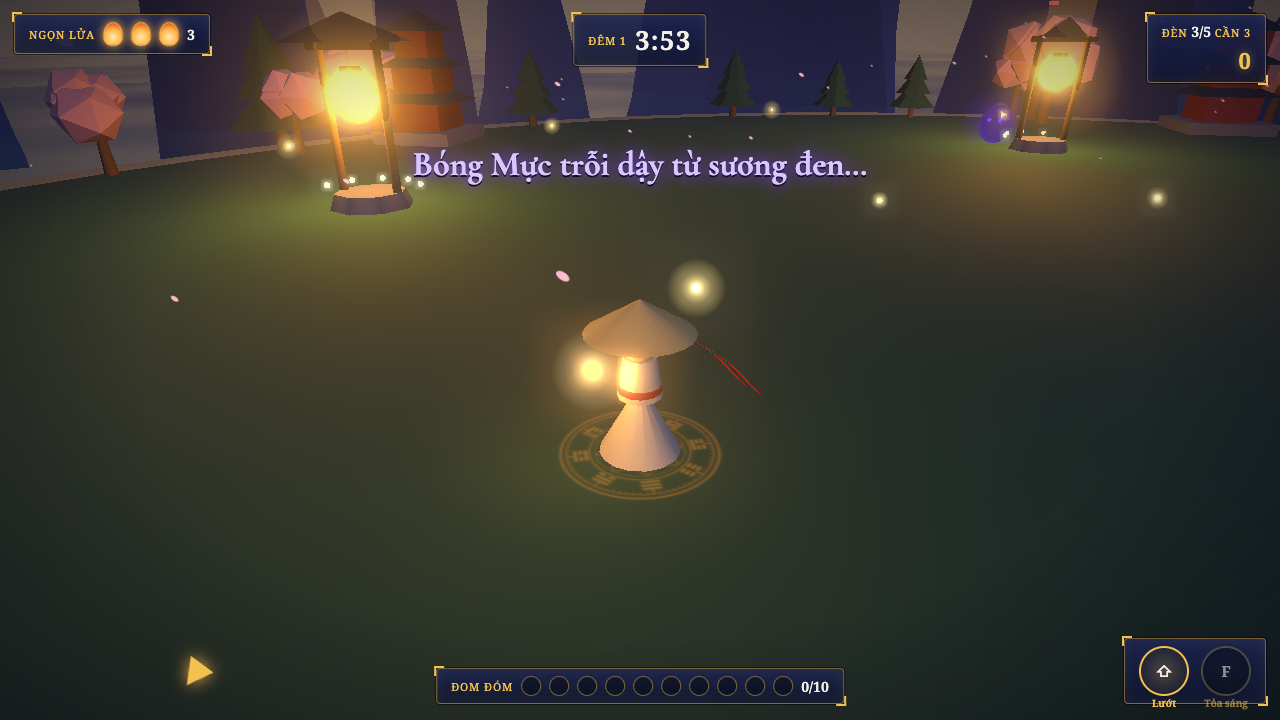 NGỌN LỬA 3
ĐÊM 1 3:53
ĐÈN 3/5 CẦN 3
0
Bóng Mực trỗi dậy từ sương đen...
ĐOM ĐÓM 0/10
F
Lướt Tỏa sáng